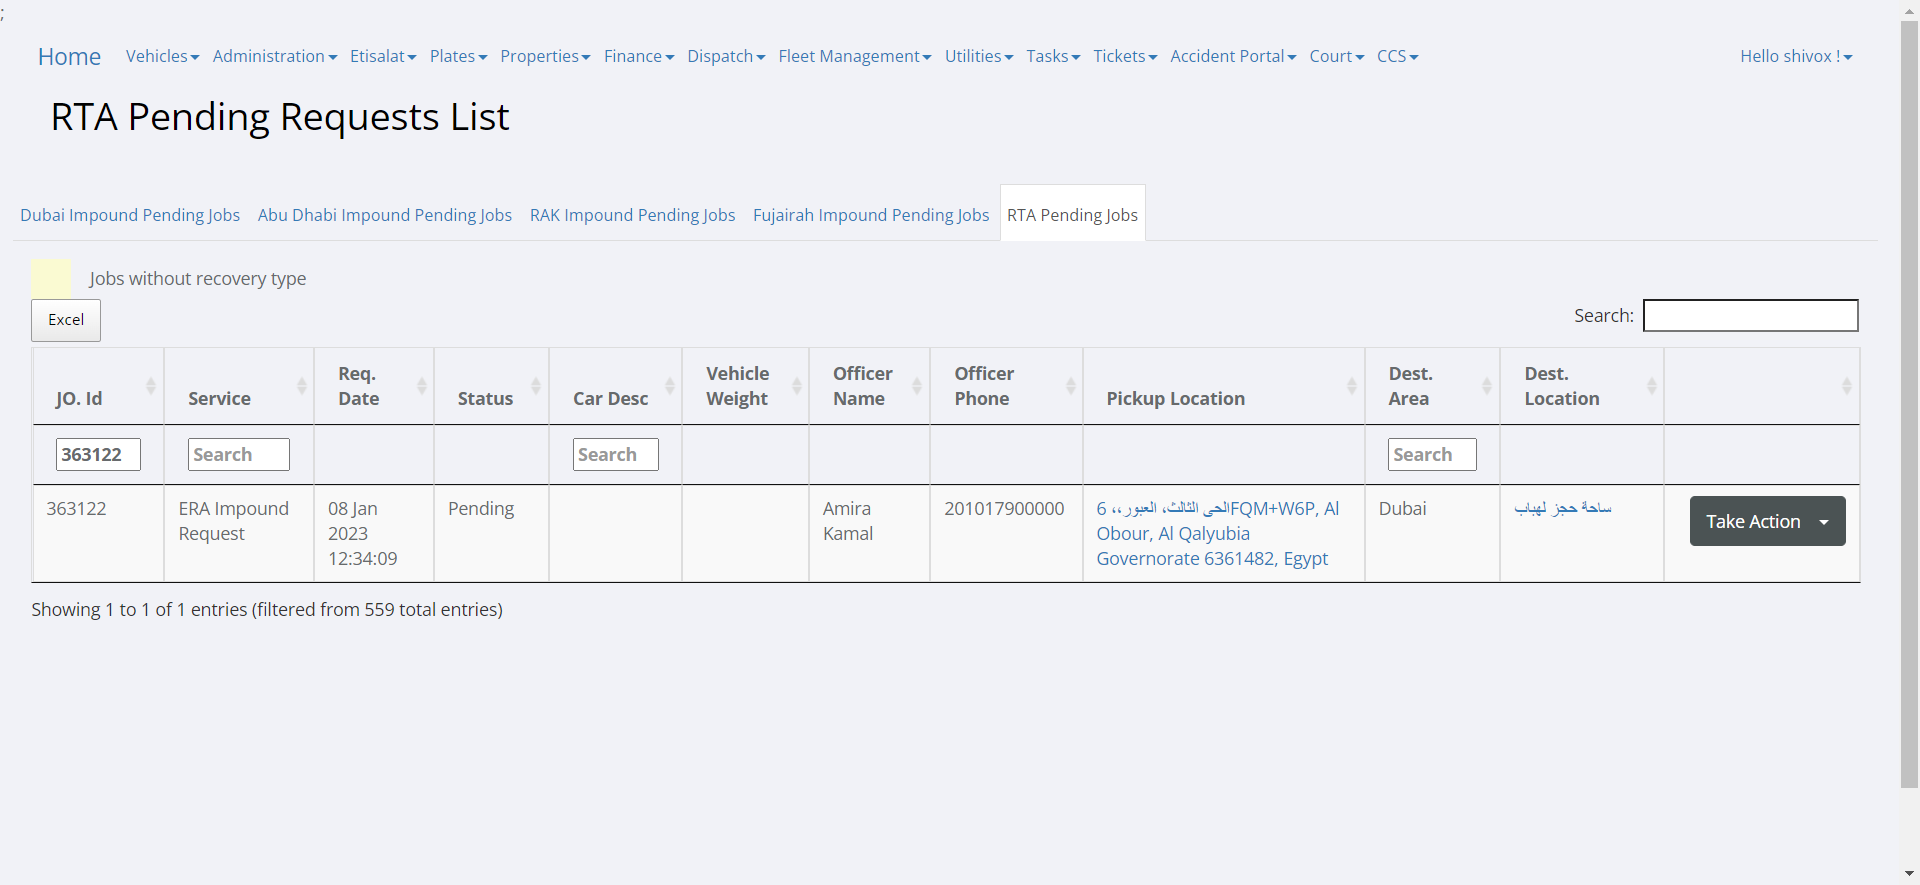 ;
Home Vehicles Administration Etisalat Plates Properties Finance Dispatch Fleet Management Utilities Tasks Tickets Accident Portal Court CCS Hello shivox !
RTA Pending Requests List
Dubai Impound Pending Jobs Abu Dhabi Impound Pending Jobs RAK Impound Pending Jobs Fujairah Impound Pending Jobs RTA Pending Jobs
Jobs without recovery type
Excel
Search:
JO. Id
Service
Req.
Date
Status
Car Desc
Vehicle
Weight
Officer
Name
Officer
Phone
Pickup Location
Dest.
Area
Dest.
Location
363122 Search Search Search
363122
ERA Impound
Request
08 Jan
2023
12:34:09
Pending
Amira
Kamal
201017900000
6 الحى الثالث، العبور،، FQM+W6P, Al
Obour, Al Qalyubia
Governorate 6361482, Egypt
Dubai
ساحة حجز لهباب
Take Action
Showing 1 to 1 of 1 entries (filtered from 559 total entries)